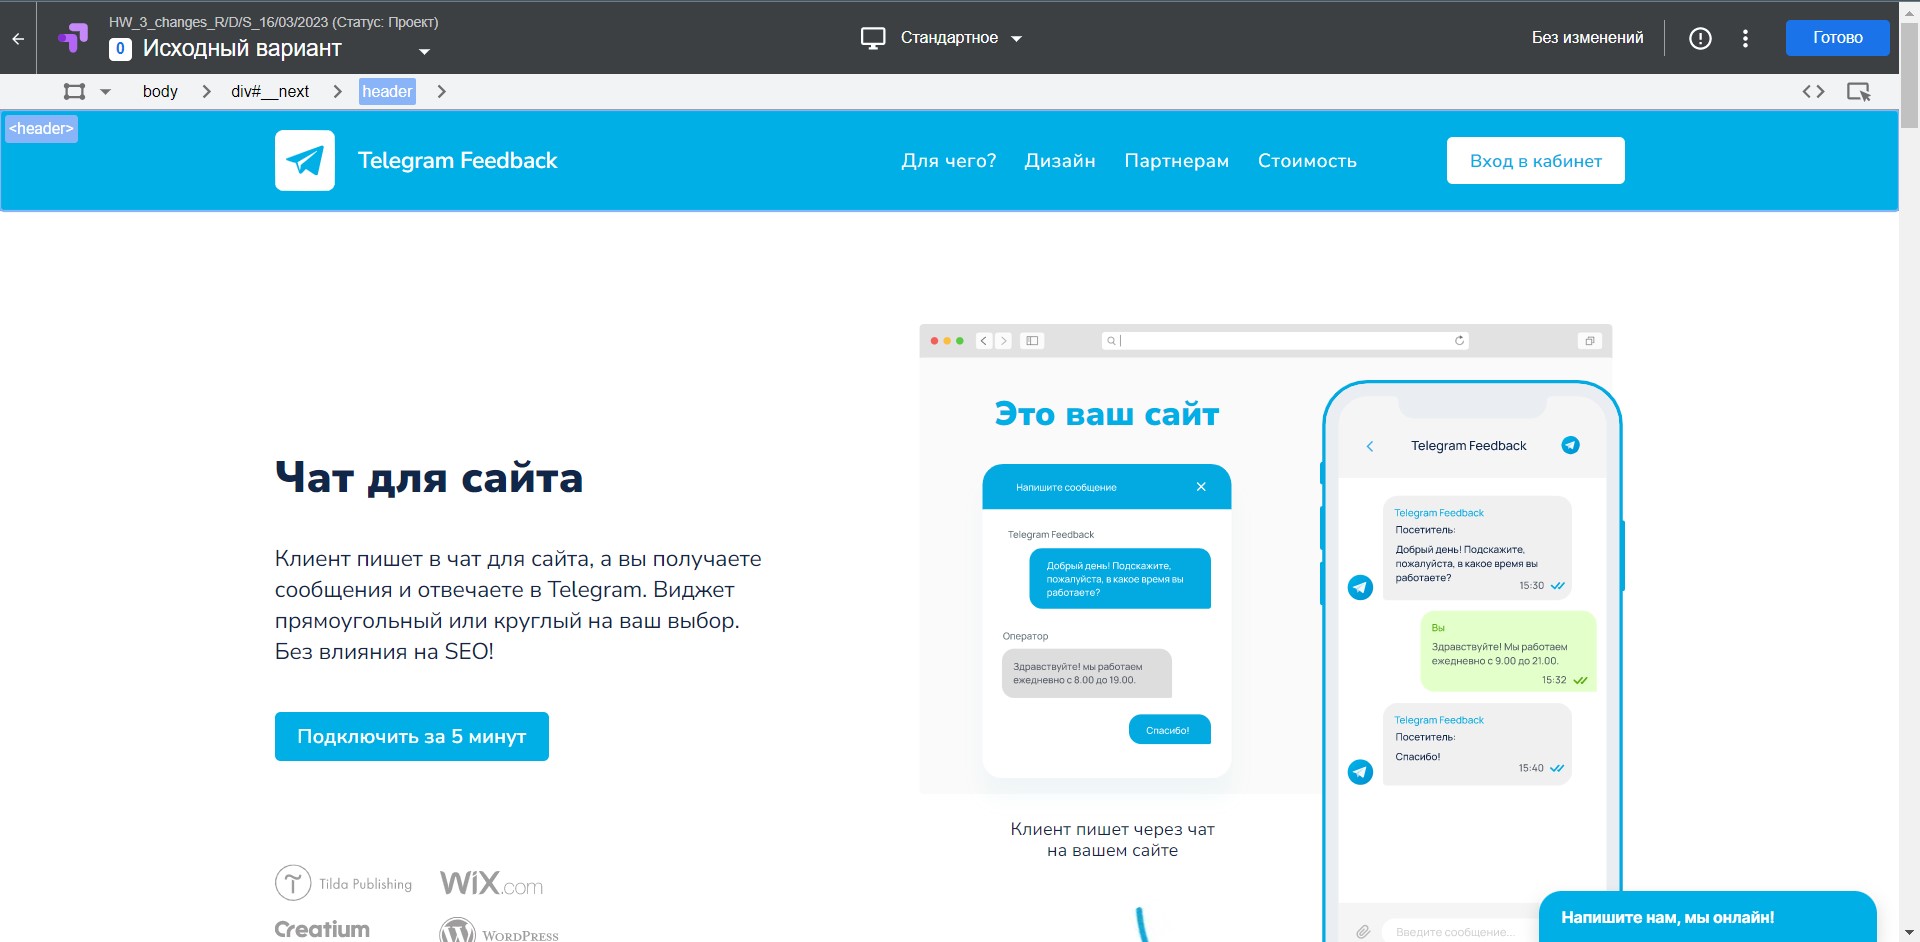 HW_3_changes_R/D/S_16/03/2023 (Статус: Проект)
0 Исходный вариант
Стандартное
Без изменений
Готово
body
div#__next
header
<header>
Telegram Feedback
Для чего?
Дизайн
Партнерам
Стоимость
Вход в кабинет
Чат для сайта
Клиент пишет в чат для сайта, а вы получаете
сообщения и отвечаете в Telegram. Виджет
прямоугольный или круглый на ваш выбор.
Без влияния на SEO!
Подключить за 5 минут
Tilda Publishing
WiX.com
Creatium
WordPress
Это ваш сайт
Напишите сообщение
Telegram Feedback
Добрый день! Подскажите,
пожалуйста, в какое время вы
работаете?
Оператор
Здравствуйте! мы работаем
ежедневно с 8.00 до 19.00.
Спасибо!
Клиент пишет через чат
на вашем сайте
Telegram Feedback
Telegram Feedback
Посетитель:
Добрый день! Подскажите,
пожалуйста, в какое время вы
работаете?
15:30
Вы
Здравствуйте! Мы работаем
ежедневно с 9.00 до 21.00.
15:32
Telegram Feedback
Посетитель:
Спасибо!
15:40
Введите сообщение...
Напишите нам, мы онлайн!